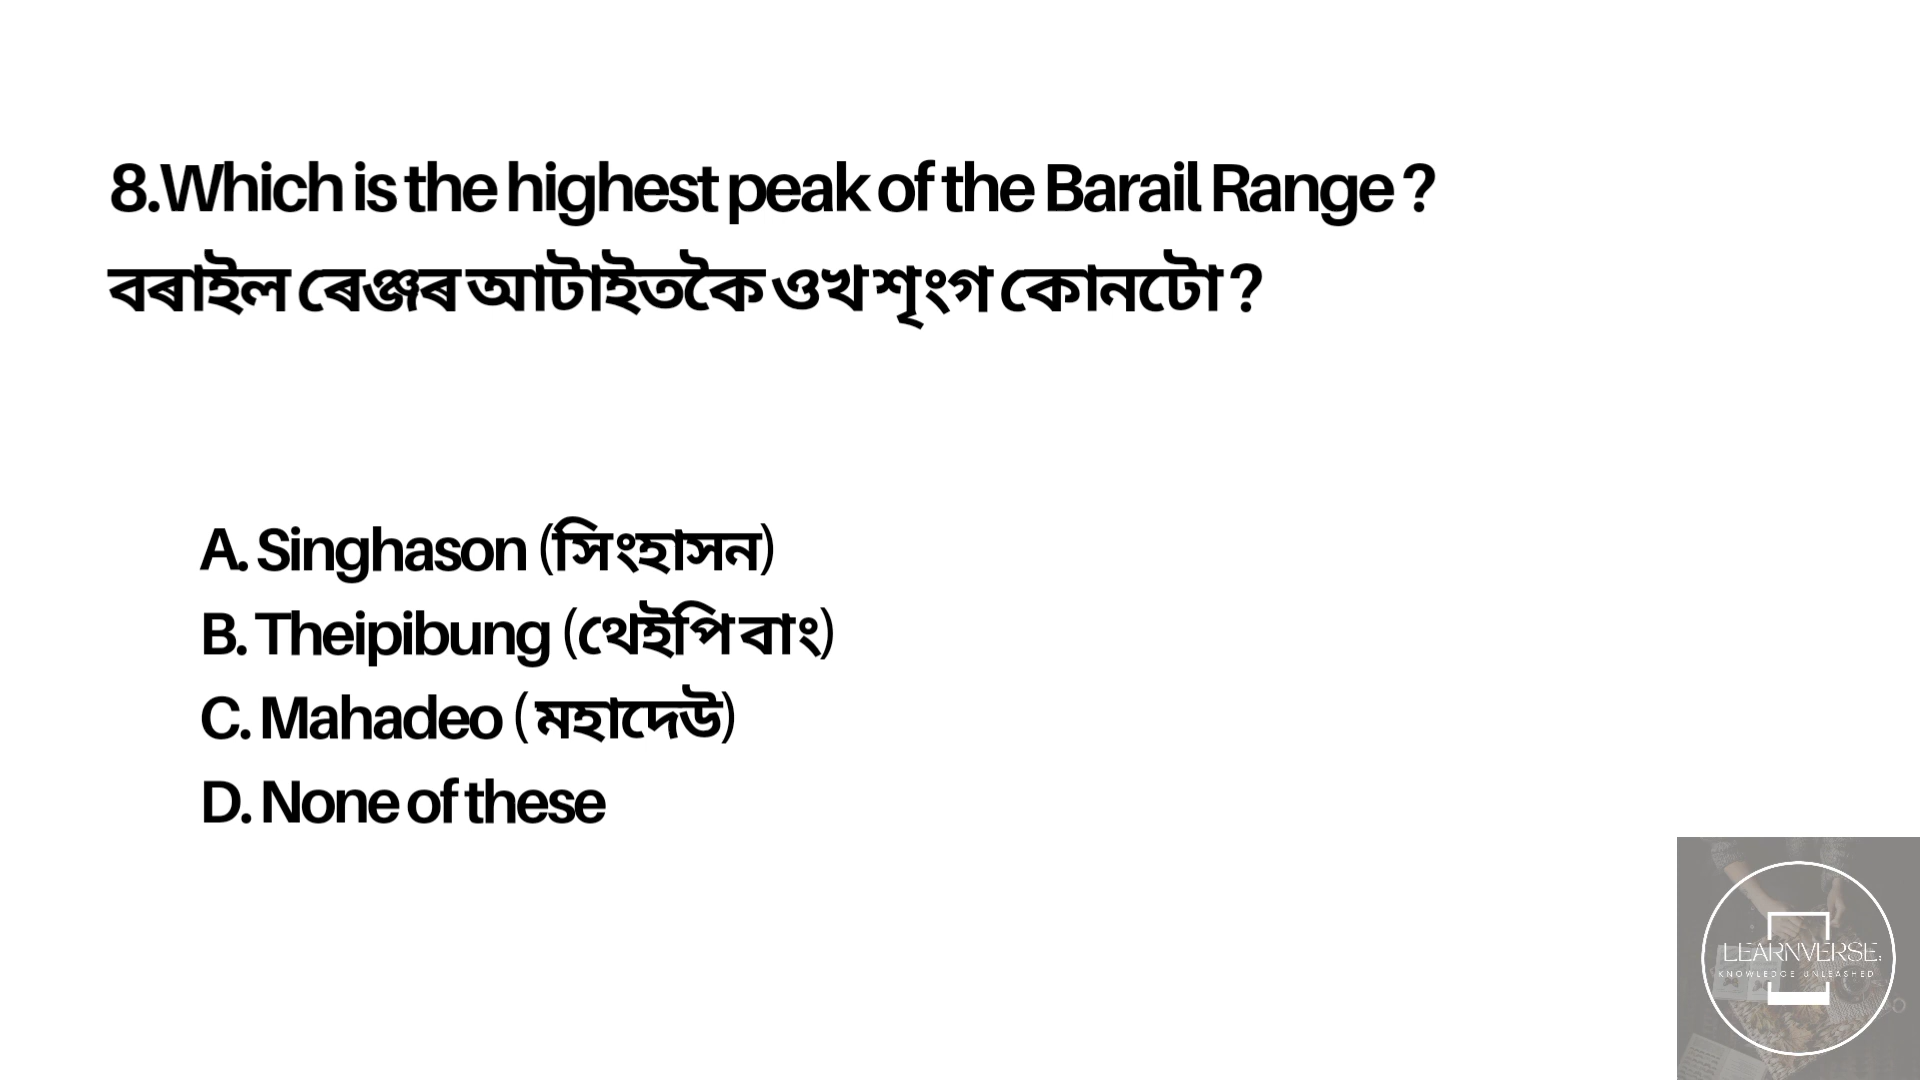 8.Which is the highest peak of the Barail Range ?
বৰাইল ৰেঞ্জৰ আটাইতকৈ ওখ শৃংগ কোনটো ?
A. Singhason (সিংহাসন)
B. Theipibung (থেইপিবাং)
C. Mahadeo ( মহাদেউ)
D. None of these
LEARNVERSE:
KNOWLEDGE UNLEASHED